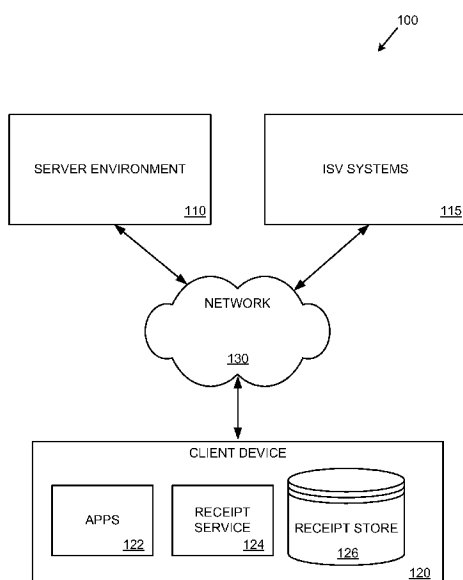 100
SERVER ENVIRONMENT
110
ISV SYSTEMS
115
NETWORK
130
CLIENT DEVICE
APPS
122
RECEIPT
SERVICE
124
RECEIPT STORE
126
120